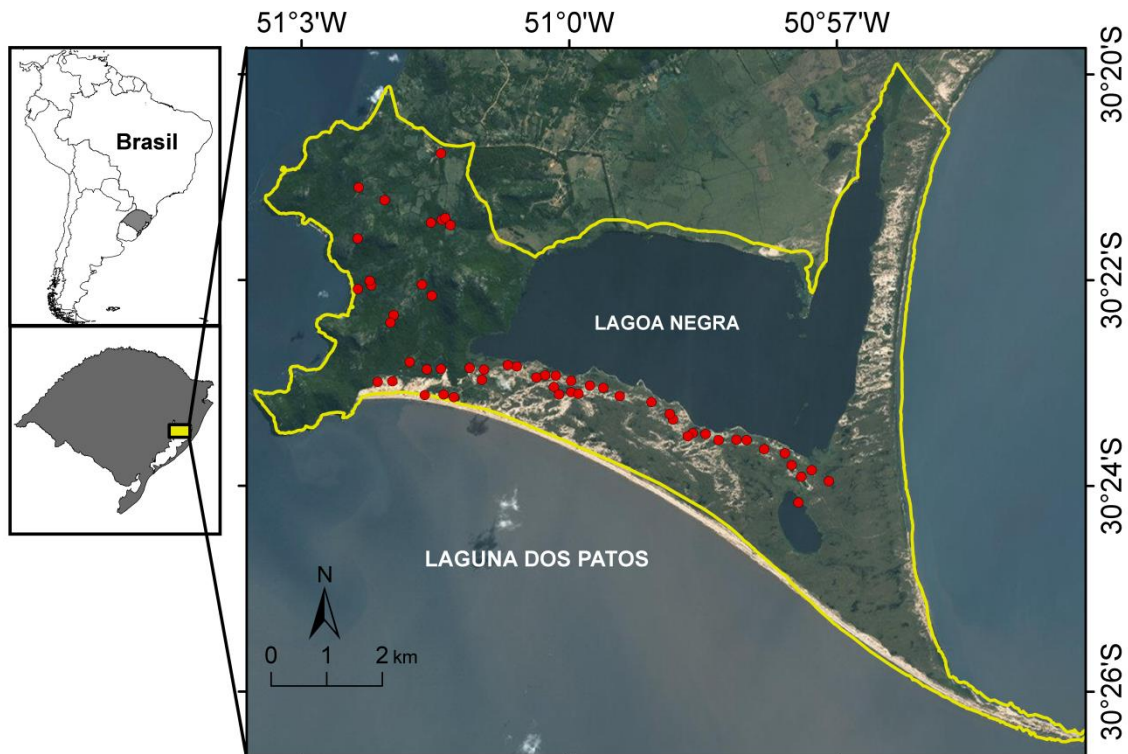 51°3'W 51°0'W 50°57'W
30°20'S
30°22'S
30°24'S
30°26'S
Brasil
LAGOA NEGRA
LAGUNA DOS PATOS
N
0 1 2 km